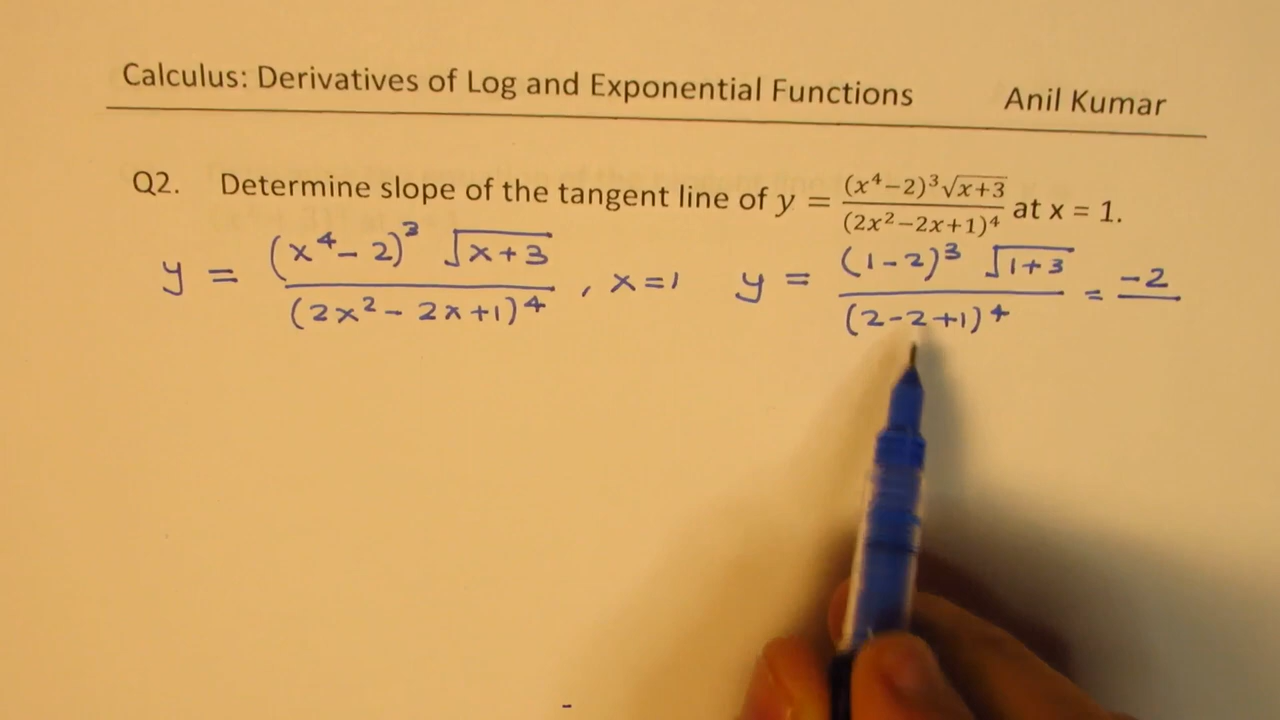 Calculus: Derivatives of Log and Exponential Functions Anil Kumar
Q2. Determine slope of the tangent line of y = (x⁴−2)³√(x+3) / (2x²−2x+1)⁴ at x = 1.
y = (x⁴ - 2)³ √(x+3) / (2x² - 2x+1)⁴ , x=1 y = (1-2)³ √(1+3) / (2-2+1)⁴ = -2